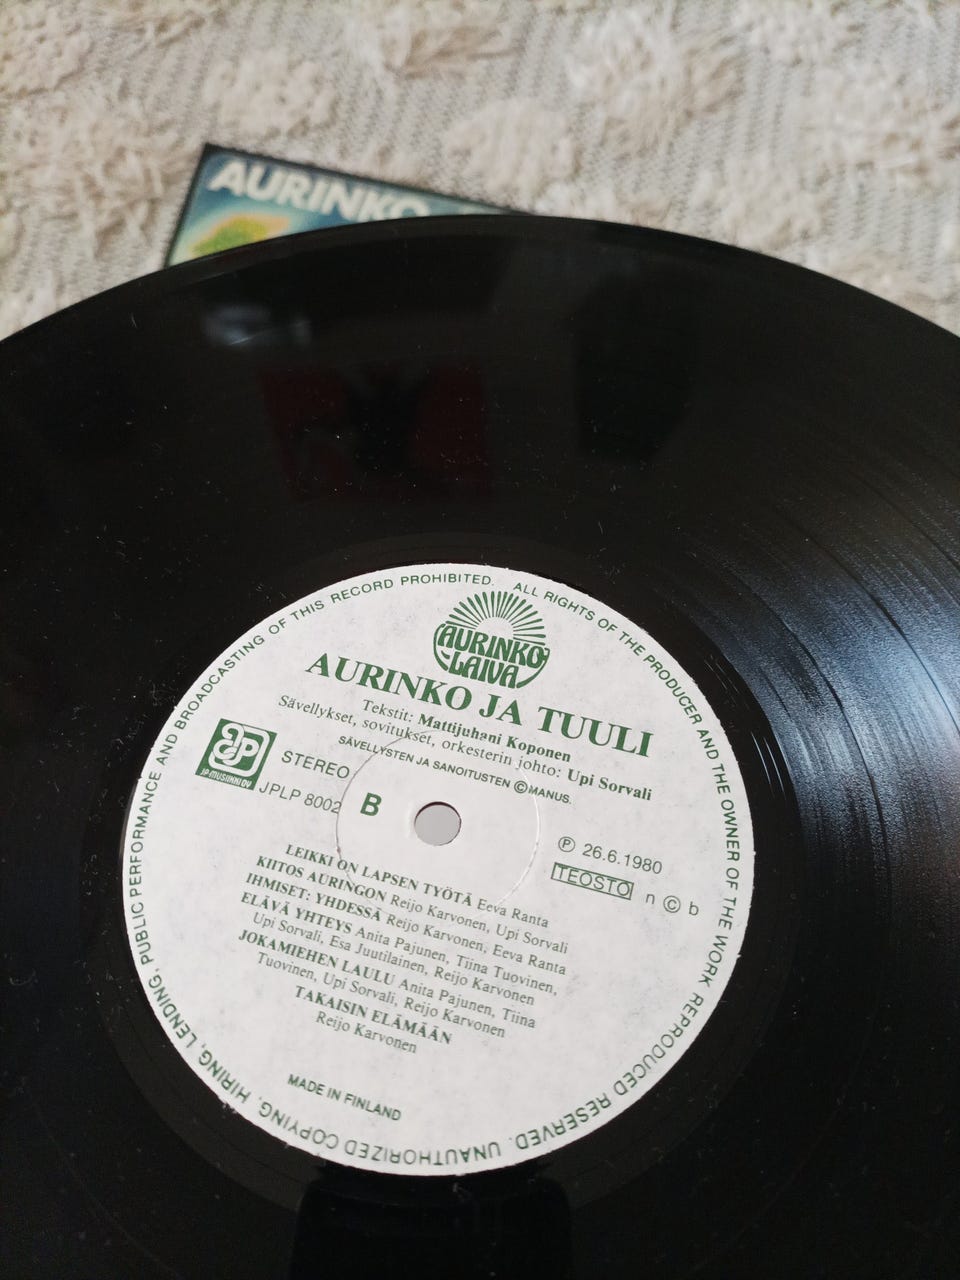 AURINKO
ALL RIGHTS OF THE PRODUCER AND THE OWNER OF THE WORK REPRODUCED RESERVED. UNAUTHORIZED COPYING, HIRING, LENDING, PUBLIC PERFORMANCE AND BROADCASTING OF THIS RECORD PROHIBITED.
AURINKO-
LAIVA
AURINKO JA TUULI
Tekstit: Mattijuhani Koponen
Sävellykset, sovitukset, orkesterin johto: Upi Sorvali
SÄVELLYSTEN JA SANOITUSTEN © MANUS.
JP
JP MUSIIKKI OY
STEREO
JPLP 8002
B
℗ 26.6.1980
TEOSTO n © b
LEIKKI ON LAPSEN TYÖTÄ Eeva Ranta
KIITOS AURINGON Reijo Karvonen, Upi Sorvali
IHMISET: YHDESSÄ Reijo Karvonen, Eeva Ranta
ELÄVÄ YHTEYS Anita Pajunen, Tiina Tuovinen,
Upi Sorvali, Esa Juutilainen, Reijo Karvonen
JOKAMIEHEN LAULU Anita Pajunen, Tiina
Tuovinen, Upi Sorvali, Reijo Karvonen
TAKAISIN ELÄMÄÄN
Reijo Karvonen
MADE IN FINLAND